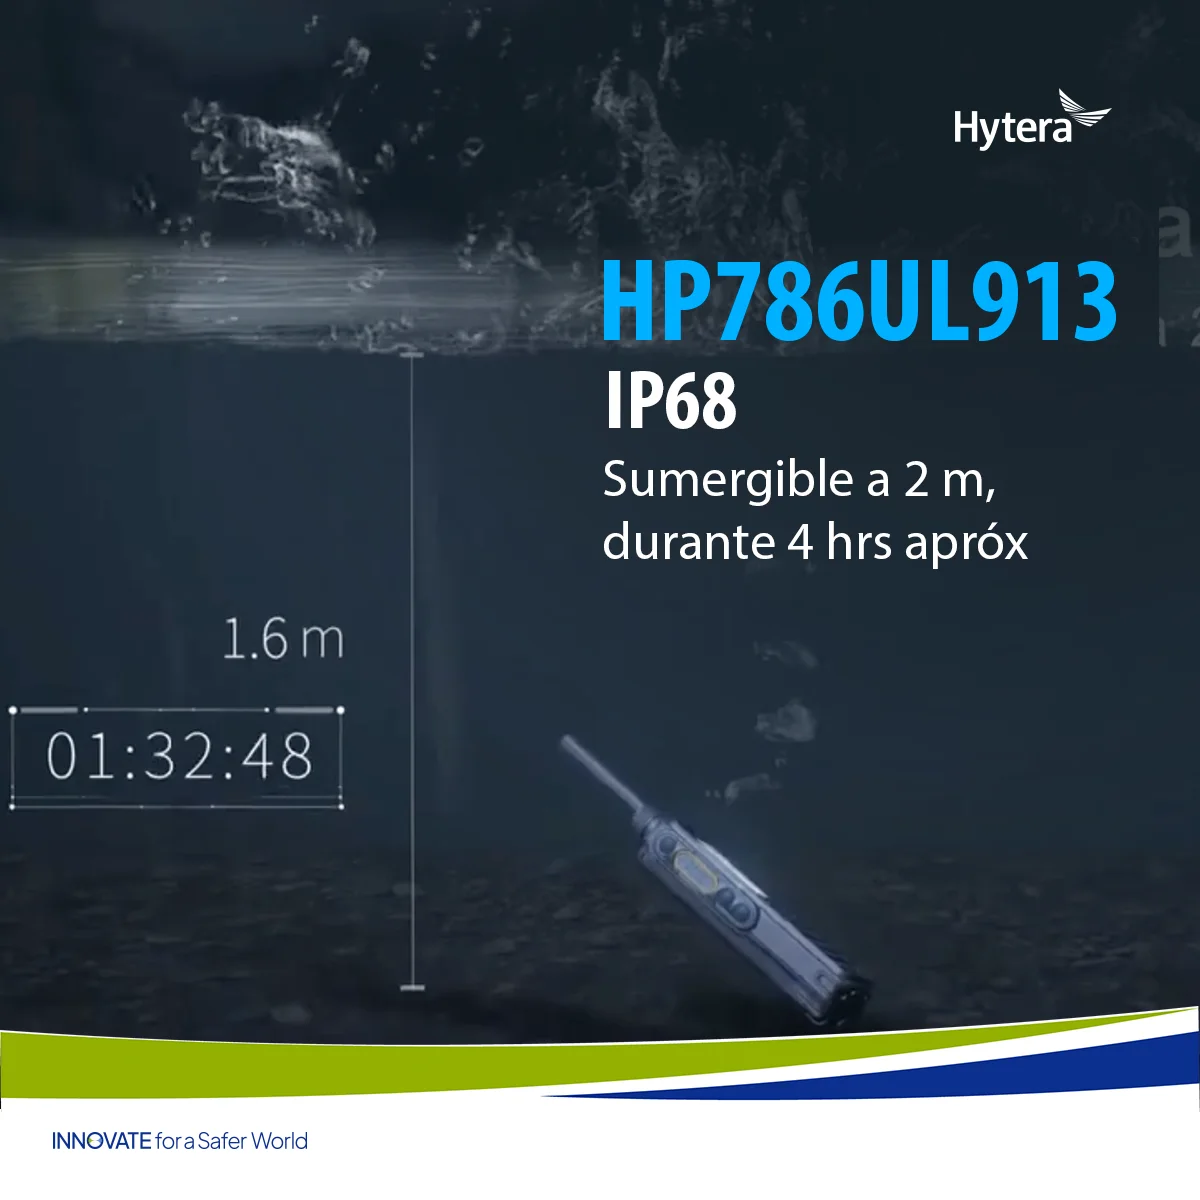 Hytera
HP786UL913
IP68
Sumergible a 2 m,
durante 4 hrs apróx
1.6 m
01:32:48
INNOVATE for a Safer World